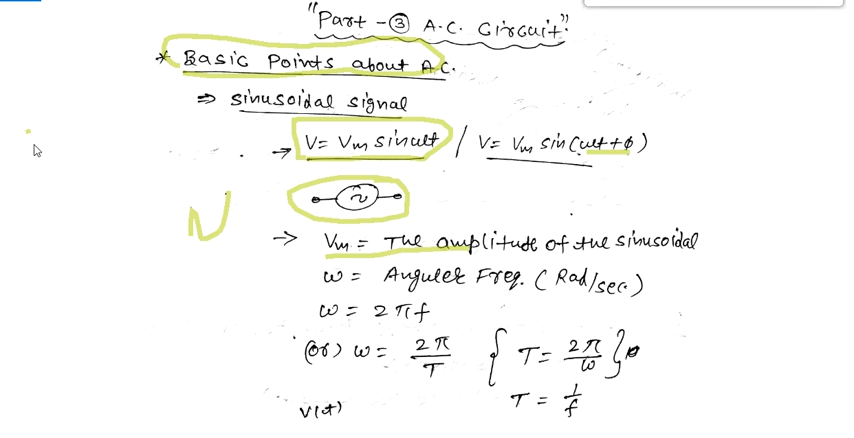 "Part-③ A.C. Circuit".
* Basic Points about A.C.
⇒ sinusoidal signal
→ V = Vm sinωt / V = Vm sin(ωt+ϕ)
~
→ Vm = The amplitude of the sinusoidal
ω = Anguler Freq. (Rad/sec.)
ω = 2πf
(or) ω = 2π/T { T = 2π/ω }
V(t) T = 1/f